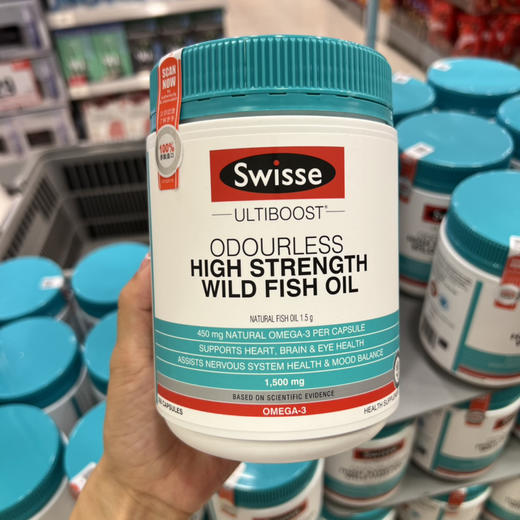 SCAN
NOW
100%
Swisse
ULTIBOOST®
ODOURLESS
HIGH STRENGTH
WILD FISH OIL
NATURAL FISH OIL 1.5 g
450 mg NATURAL OMEGA-3 PER CAPSULE
SUPPORTS HEART, BRAIN & EYE HEALTH
ASSISTS NERVOUS SYSTEM HEALTH & MOOD BALANCE
1,500 mg
BASED ON SCIENTIFIC EVIDENCE
CAPSULES
OMEGA-3
HEALTH